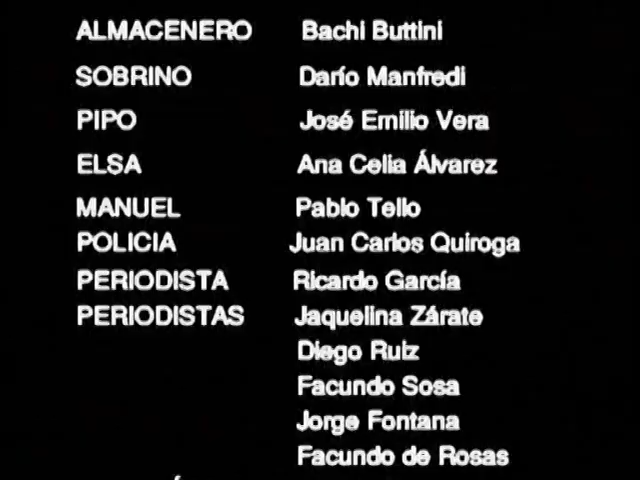 ALMACENERO Bachi Buttini
SOBRINO Darío Manfredi
PIPO José Emilio Vera
ELSA Ana Celia Álvarez
MANUEL Pablo Tello
POLICIA Juan Carlos Quiroga
PERIODISTA Ricardo García
PERIODISTAS Jaquelina Zárate
Diego Ruiz
Facundo Sosa
Jorge Fontana
Facundo de Rosas